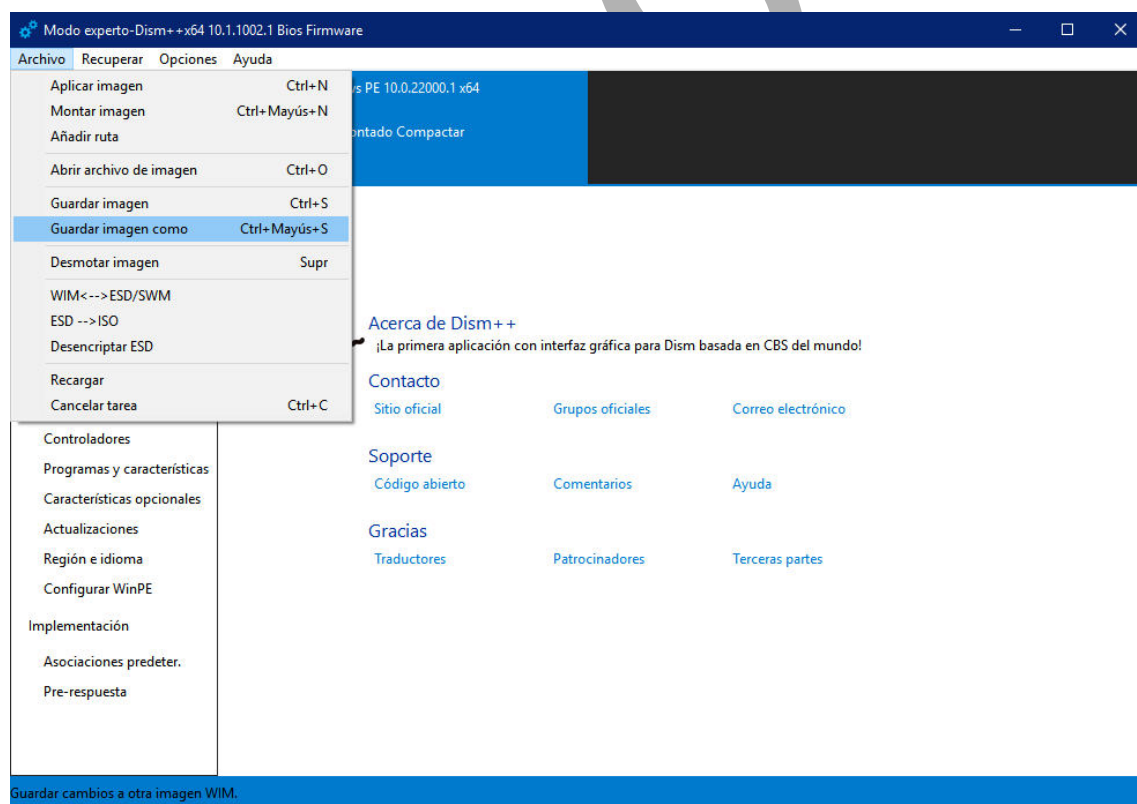 Modo experto-Dism++x64 10.1.1002.1 Bios Firmware
Archivo Recuperar Opciones Ayuda
Aplicar imagen Ctrl+N
Montar imagen Ctrl+Mayús+N
Añadir ruta
Abrir archivo de imagen Ctrl+O
Guardar imagen Ctrl+S
Guardar imagen como Ctrl+Mayús+S
Desmotar imagen Supr
WIM<-->ESD/SWM
ESD -->ISO
Desencriptar ESD
Recargar
Cancelar tarea Ctrl+C
PE 10.0.22000.1 x64
Compactar
Acerca de Dism++
¡La primera aplicación con interfaz gráfica para Dism basada en CBS del mundo!
Contacto
Sitio oficial Grupos oficiales Correo electrónico
Soporte
Código abierto Comentarios Ayuda
Gracias
Traductores Patrocinadores Terceras partes
Controladores
Programas y características
Características opcionales
Actualizaciones
Región e idioma
Configurar WinPE
Implementación
Asociaciones predeter.
Pre-respuesta
Guardar cambios a otra imagen WIM.